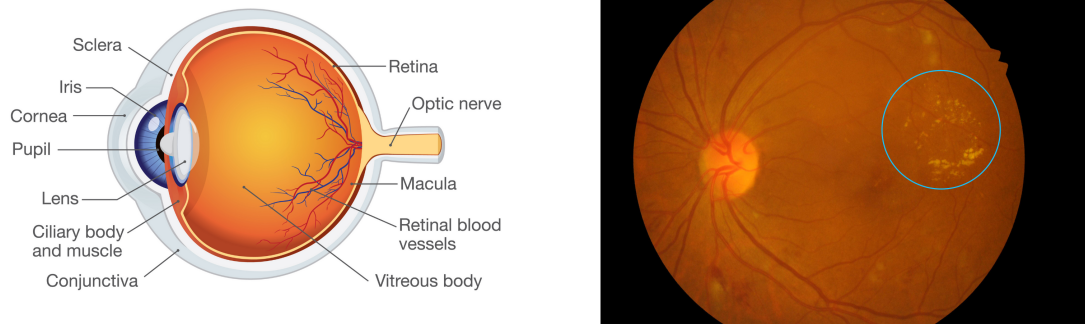 Sclera
Iris
Cornea
Pupil
Lens
Ciliary body
and muscle
Conjunctiva
Retina
Optic nerve
Macula
Retinal blood
vessels
Vitreous body